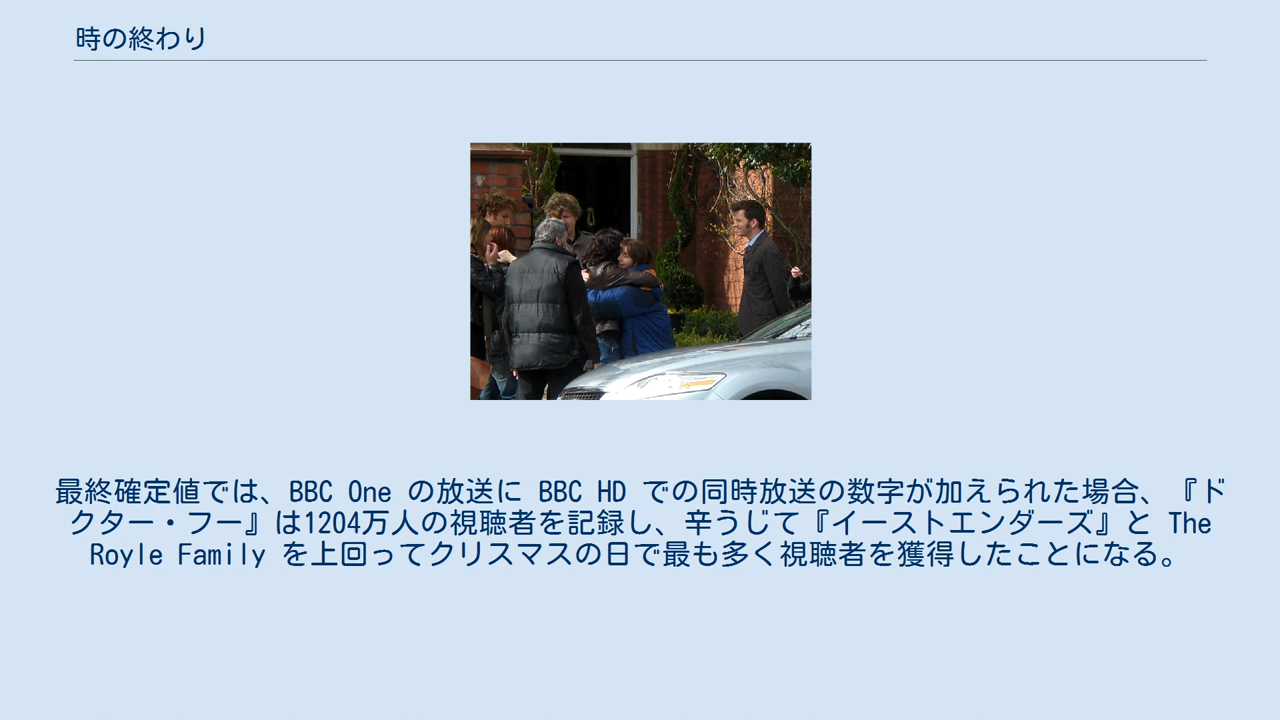 時の終わり
最終確定値では、BBC One の放送に BBC HD での同時放送の数字が加えられた場合、『ド
クター・フー』は1204万人の視聴者を記録し、辛うじて『イーストエンダーズ』と The
Royle Family を上回ってクリスマスの日で最も多く視聴者を獲得したことになる。